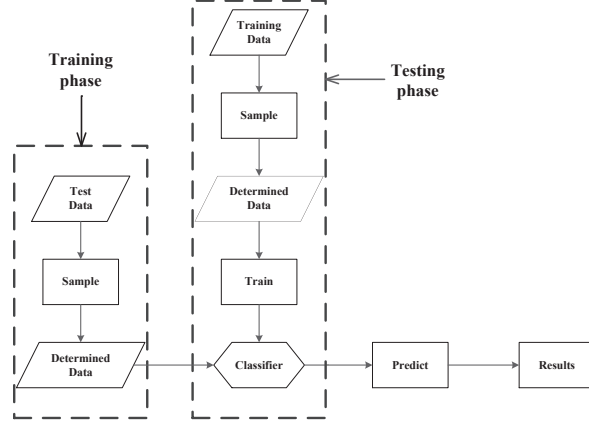 Training
Data
Training
phase
Testing
phase
Sample
Test
Data
Determined
Data
Sample
Train
Determined
Data
Classifier
Predict
Results